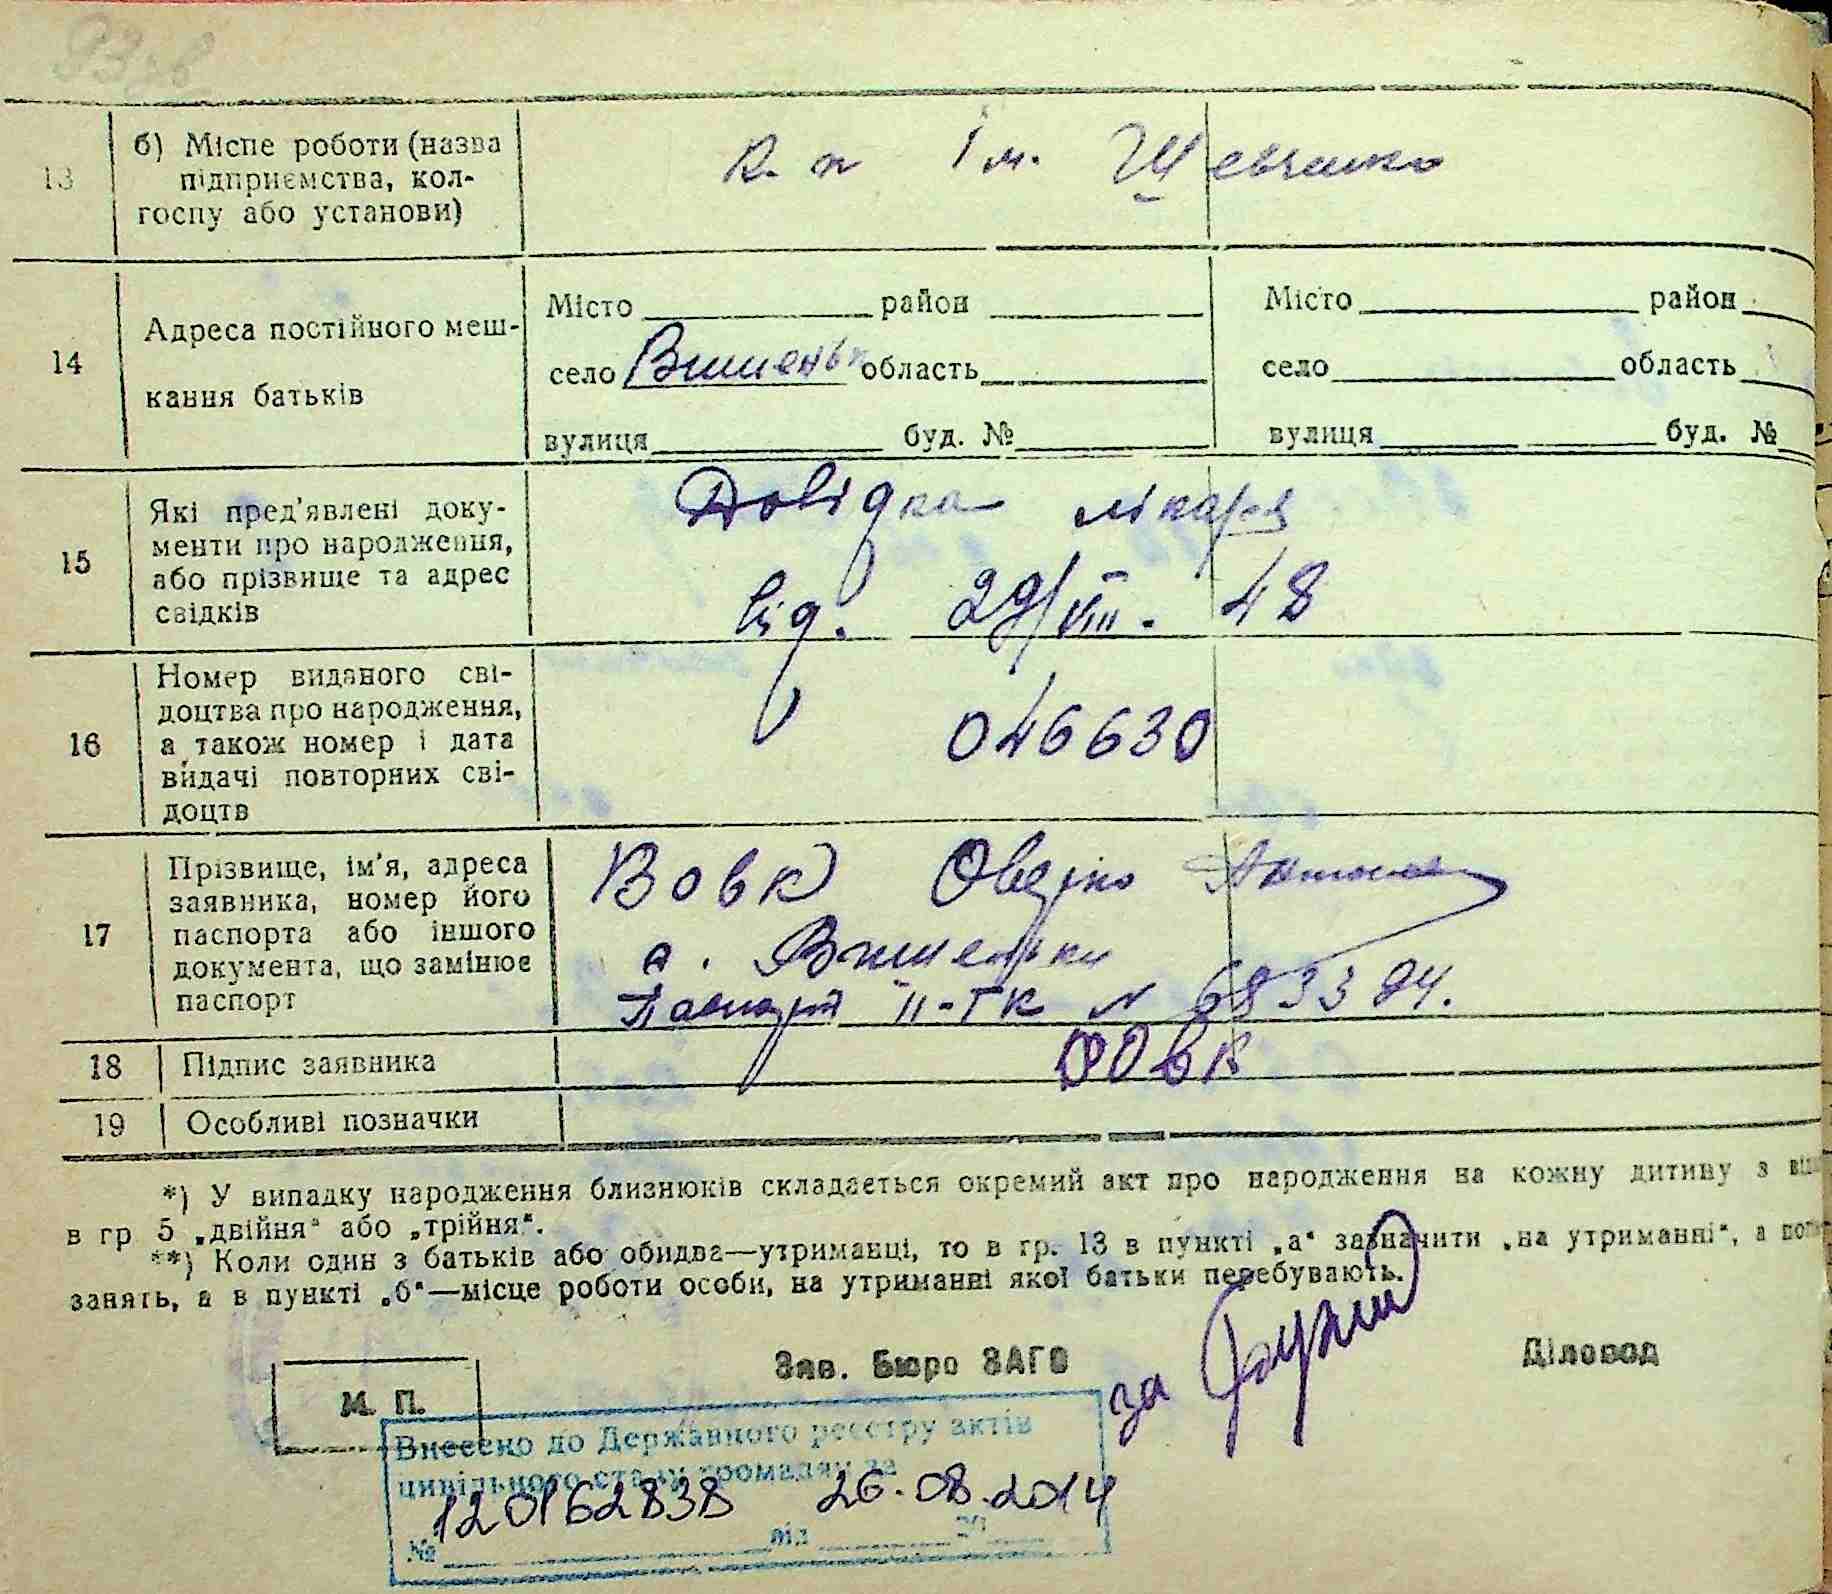 93зв
13
б) Місце роботи (назва
підприємства, кол-
госпу або установи)
к. п ім. Шевченко
14
Адреса постійного меш-
кання батьків
Місто район
село Вишеньки область
вулиця буд. №
Місто район
село область
вулиця буд. №
15
Які пред'явлені доку-
менти про народження,
або прізвище та адрес
свідків
Довідка лікаря
від. 29/VIII. 48
16
Номер виданого сві-
доцтва про народження,
а також номер і дата
видачі повторних сві-
доцтв
046630
17
Прізвище, ім'я, адреса
заявника, номер його
паспорта або іншого
документа, що замінює
паспорт
Вовк
с. Вишеньки
Паспорт II-ГК N 683394.
18
Підпис заявника
Вовк
19
Особливі позначки
*) У випадку народження близнюків складається окремий акт про народження на кожну дитину з
в гр 5 „двійня“ або „трійня“.
**) Коли один з батьків або обидва—утриманці, то в гр. 13 в пункті „а“ зазначити „на утриманні“, а
занять, а в пункті „б“—місце роботи особи, на утриманні якої батьки перебувають.
М. П.
Зав. Бюро ЗАГС
за
Діловод
Внесено до Державного реєстру актів
цивільного стану громадян за
120162838 26.08.2014
№ від 20